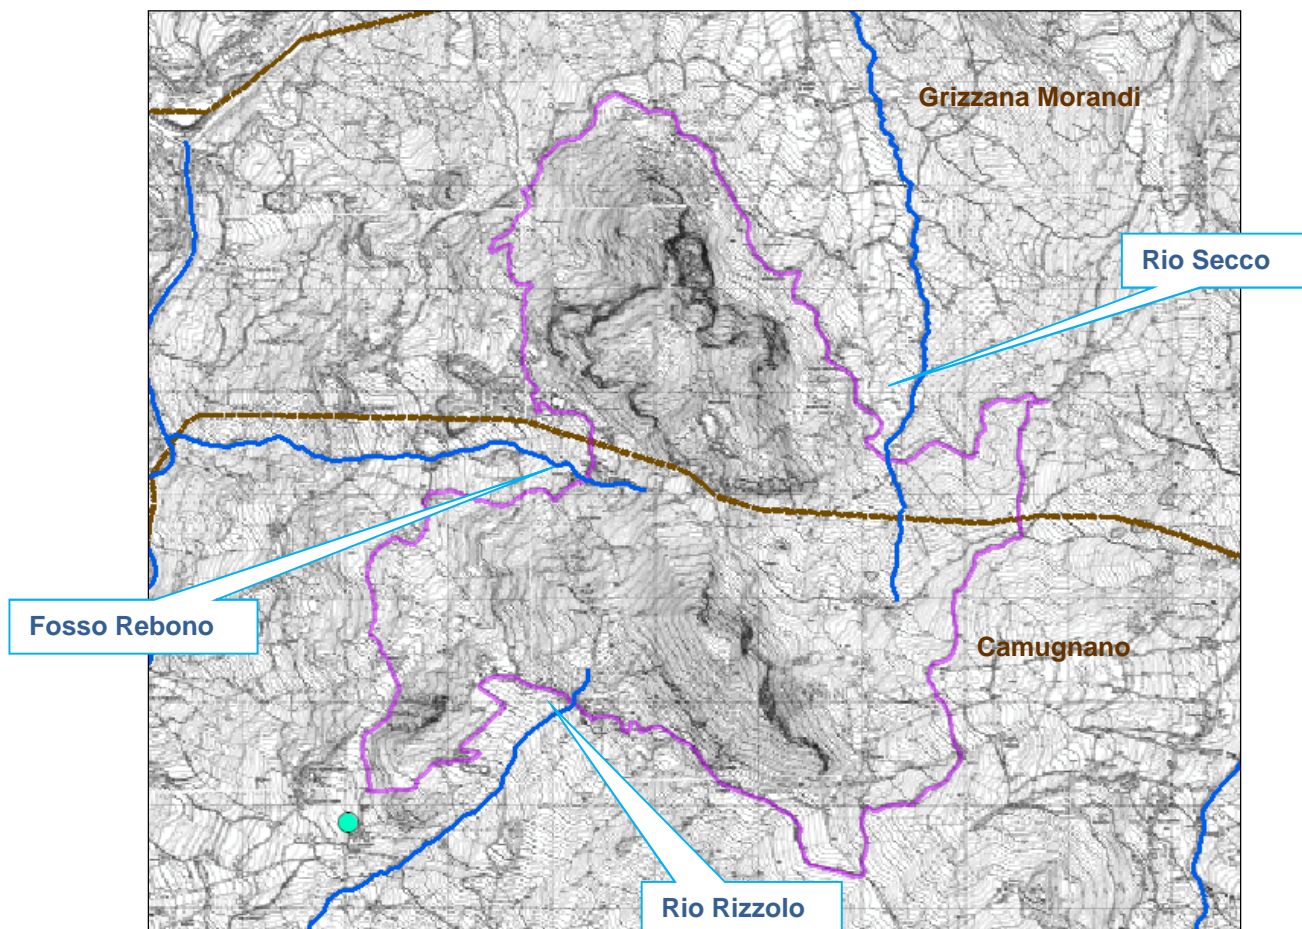 Grizzana Morandi
Rio Secco
Fosso Rebono
Camugnano
Rio Rizzolo